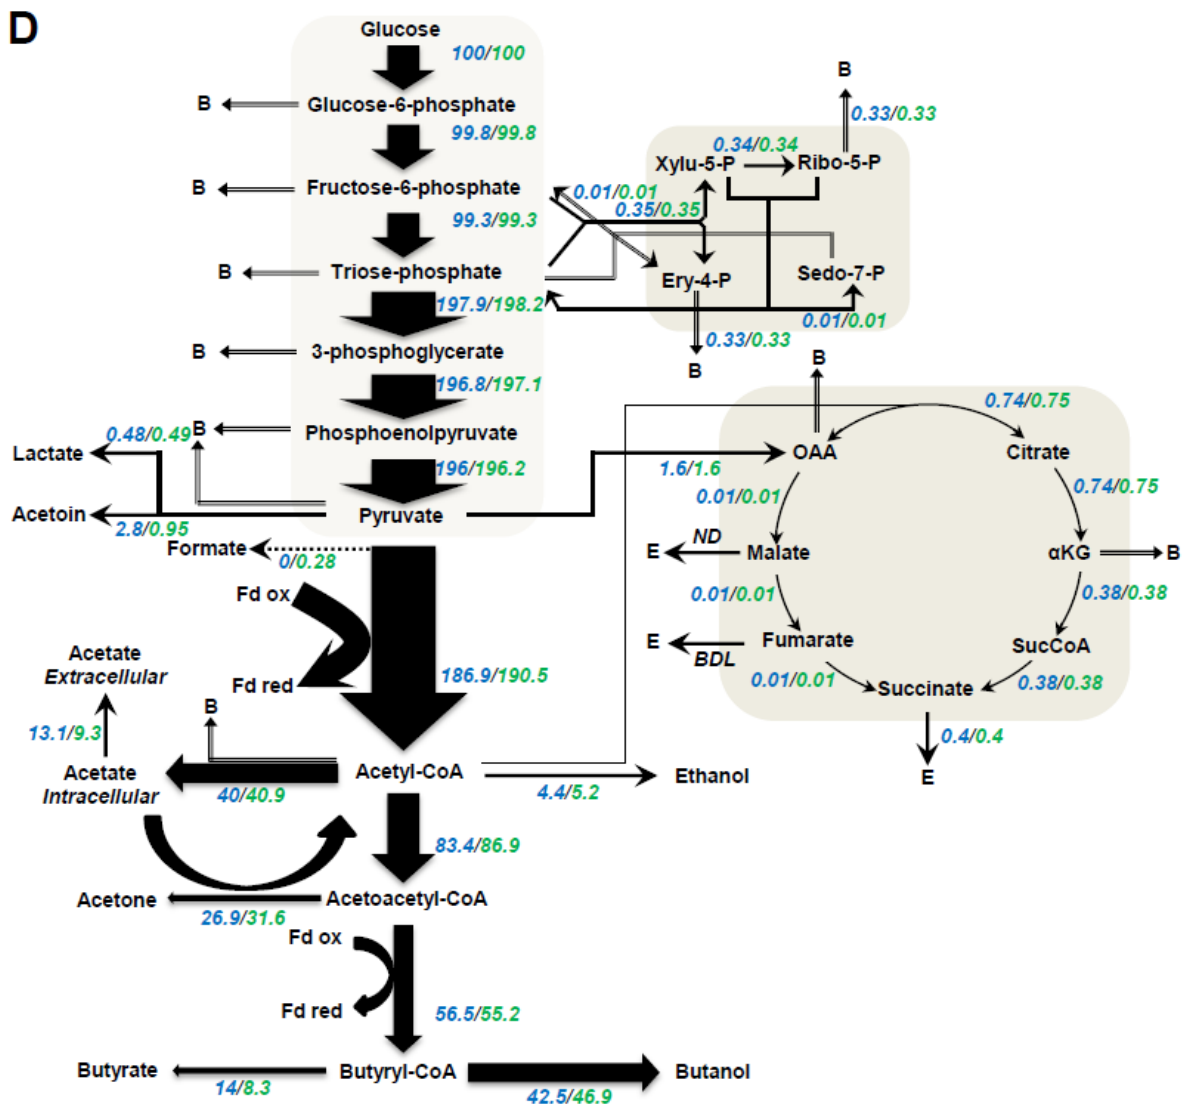 D
Glucose
100/100
B
Glucose-6-phosphate
99.8/99.8
B
Fructose-6-phosphate
99.3/99.3
B
Triose-phosphate
197.9/198.2
B
3-phosphoglycerate
196.8/197.1
B
Phosphoenolpyruvate
196/196.2
Pyruvate
B
0.33/0.33
0.34/0.34
Xylu-5-P
Ribo-5-P
0.01/0.01
0.35/0.35
Ery-4-P
Sedo-7-P
0.01/0.01
0.33/0.33
B
Lactate
0.48/0.49
Acetoin
2.8/0.95
Formate
0/0.28
Fd ox
Fd red
186.9/190.5
B
0.74/0.75
OAA
Citrate
1.6/1.6
0.01/0.01
0.74/0.75
E
ND
Malate
αKG
B
0.01/0.01
0.38/0.38
E
BDL
Fumarate
SucCoA
0.01/0.01
Succinate
0.38/0.38
0.4/0.4
E
Acetate
Extracellular
13.1/9.3
B
Acetate
Intracellular
40/40.9
Acetyl-CoA
4.4/5.2
Ethanol
83.4/86.9
Acetone
26.9/31.6
Acetoacetyl-CoA
Fd ox
Fd red
56.5/55.2
Butyrate
14/8.3
Butyryl-CoA
42.5/46.9
Butanol